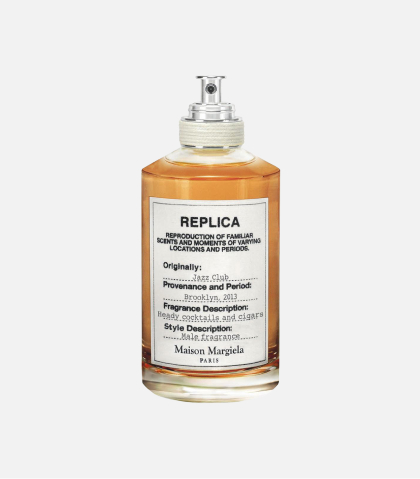 REPLICA
REPRODUCTION OF FAMILIAR
SCENTS AND MOMENTS OF VARYING
LOCATIONS AND PERIODS.
Originally:
Jazz Club
Provenance and Period:
Brooklyn, 2013
Fragrance Description:
Heady cocktails and cigars
Style Description:
Male fragrance
Maison Margiela
PARIS